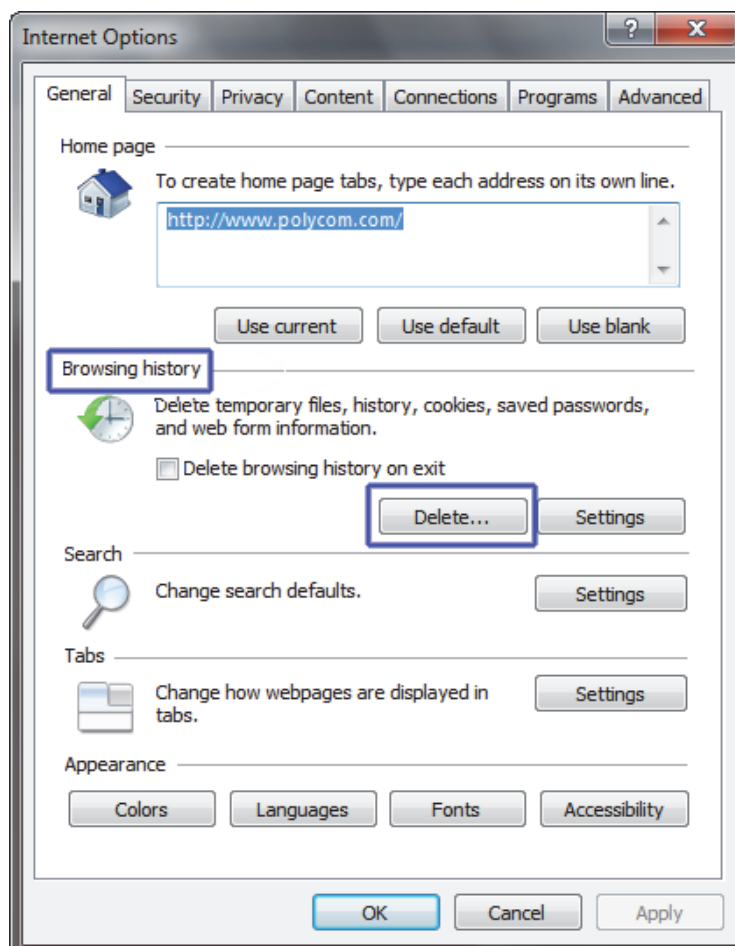 Internet Options
?
X
General Security Privacy Content Connections Programs Advanced
Home page
To create home page tabs, type each address on its own line.
http://www.polycom.com/
Use current Use default Use blank
Browsing history
Delete temporary files, history, cookies, saved passwords,
and web form information.
Delete browsing history on exit
Delete... Settings
Search
Change search defaults. Settings
Tabs
Change how webpages are displayed in Settings
tabs.
Appearance
Colors Languages Fonts Accessibility
OK Cancel Apply